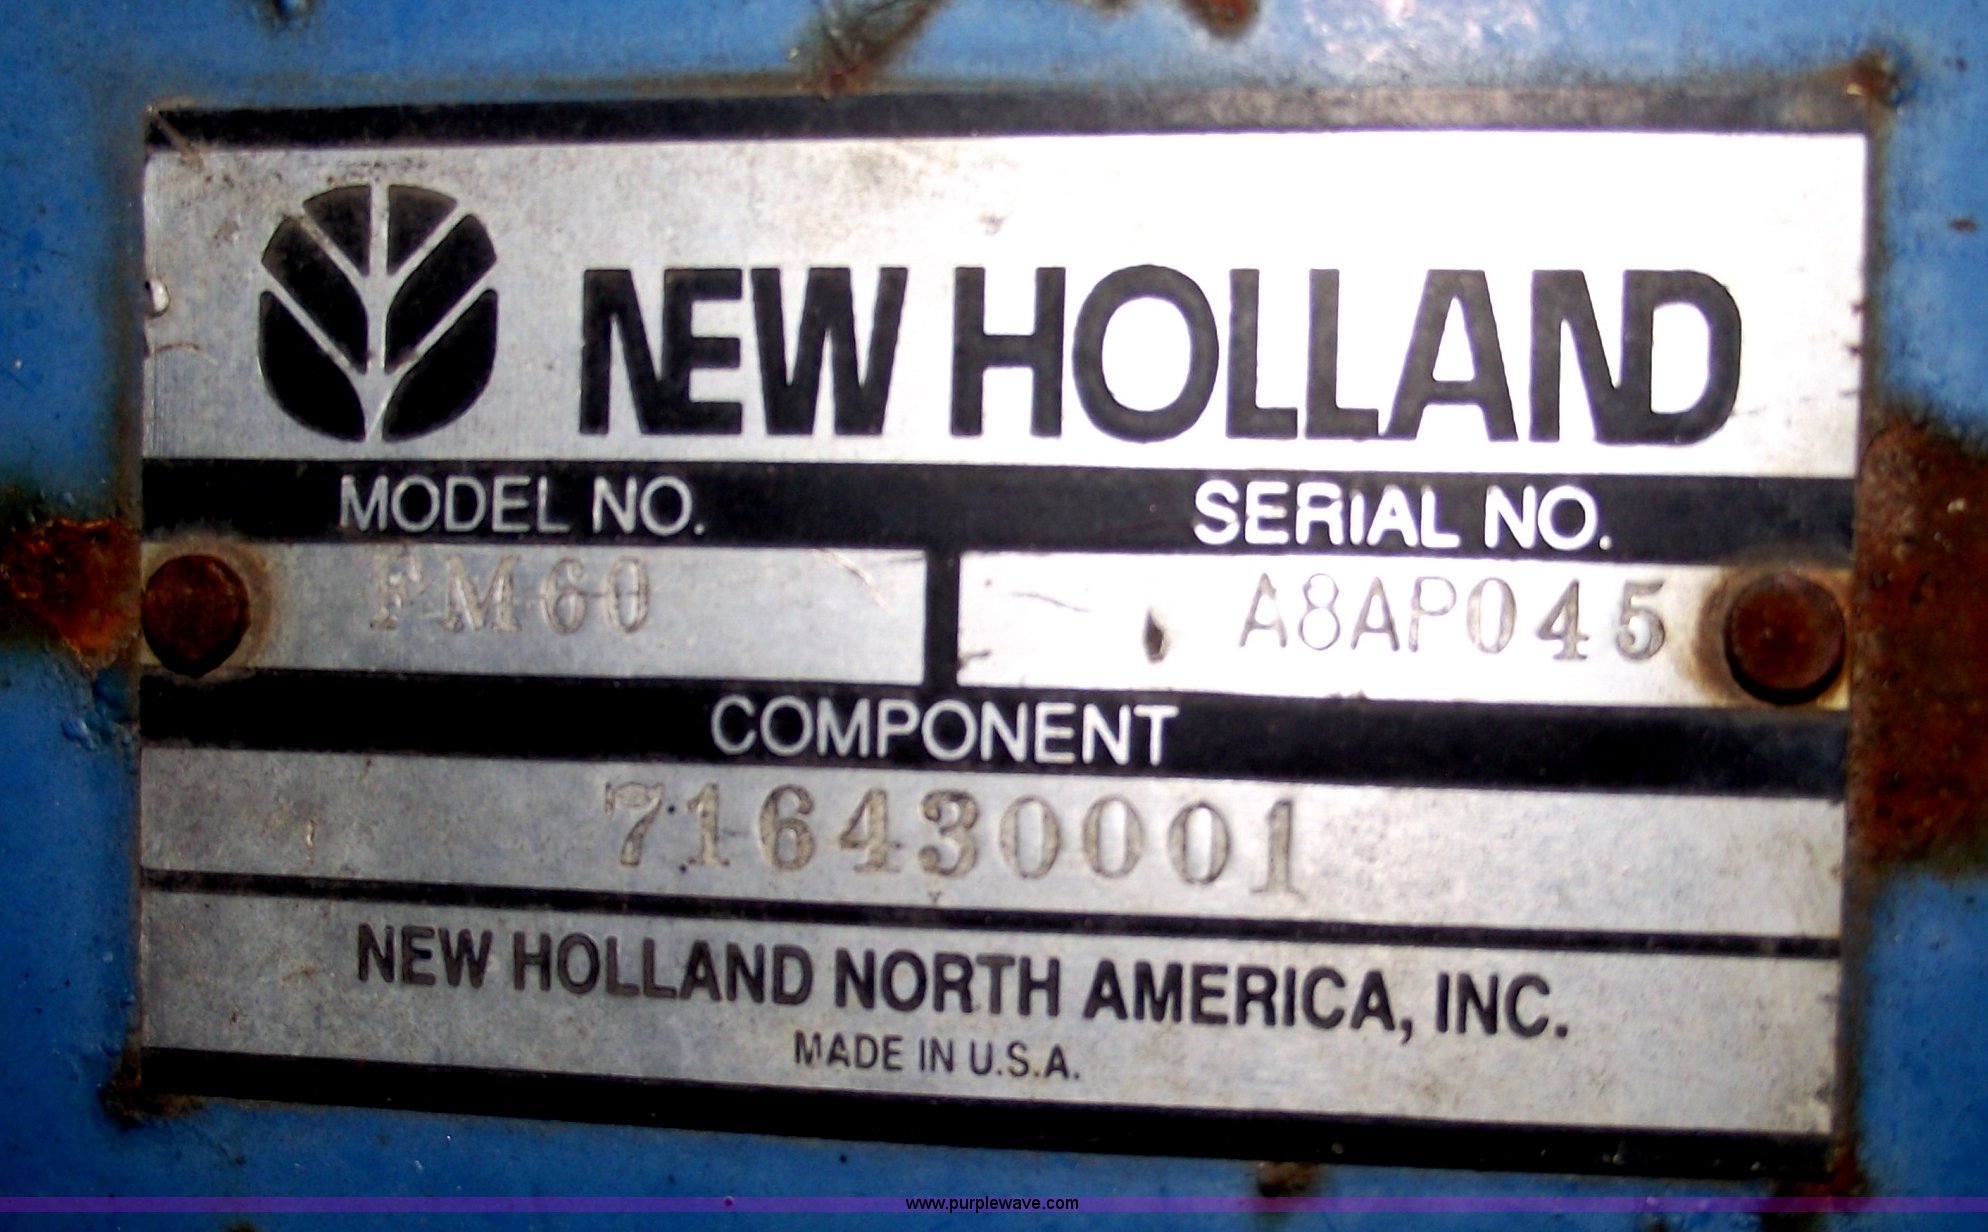 NEW HOLLAND
MODEL NO. SERIAL NO.
FM60 A8AP045
COMPONENT
716430001
NEW HOLLAND NORTH AMERICA, INC.
MADE IN U.S.A.
www.purplewave.com